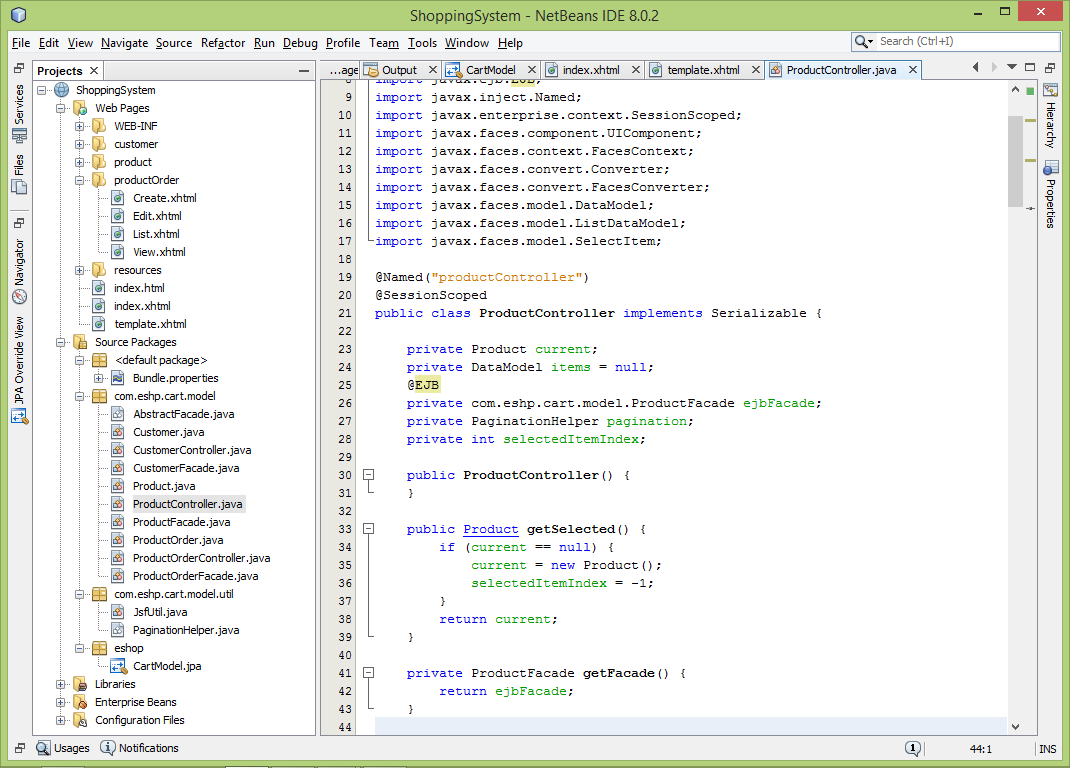 ShoppingSystem - NetBeans IDE 8.0.2
File Edit View Navigate Source Refactor Run Debug Profile Team Tools Window Help
Search (Ctrl+I)
Services
Files
Navigator
JPA Override View
Projects
ShoppingSystem
Web Pages
WEB-INF
customer
product
productOrder
Create.xhtml
Edit.xhtml
List.xhtml
View.xhtml
resources
index.html
index.xhtml
template.xhtml
Source Packages
<default package>
Bundle.properties
com.eshp.cart.model
AbstractFacade.java
Customer.java
CustomerController.java
CustomerFacade.java
Product.java
ProductController.java
ProductFacade.java
ProductOrder.java
ProductOrderController.java
ProductOrderFacade.java
com.eshp.cart.model.util
JsfUtil.java
PaginationHelper.java
eshop
CartModel.jpa
Libraries
Enterprise Beans
Configuration Files
...age Output CartModel index.xhtml template.xhtml ProductController.java
8 import javax.ejb.EJB;
9 import javax.inject.Named;
10 import javax.enterprise.context.SessionScoped;
11 import javax.faces.component.UIComponent;
12 import javax.faces.context.FacesContext;
13 import javax.faces.convert.Converter;
14 import javax.faces.convert.FacesConverter;
15 import javax.faces.model.DataModel;
16 import javax.faces.model.ListDataModel;
17 import javax.faces.model.SelectItem;
18
19 @Named("productController")
20 @SessionScoped
21 public class ProductController implements Serializable {
22
23 private Product current;
24 private DataModel items = null;
25 @EJB
26 private com.eshp.cart.model.ProductFacade ejbFacade;
27 private PaginationHelper pagination;
28 private int selectedItemIndex;
29
30 public ProductController() {
31 }
32
33 public Product getSelected() {
34 if (current == null) {
35 current = new Product();
36 selectedItemIndex = -1;
37 }
38 return current;
39 }
40
41 private ProductFacade getFacade() {
42 return ejbFacade;
43 }
44
Hierarchy
Properties
Usages Notifications
1
44:1
INS